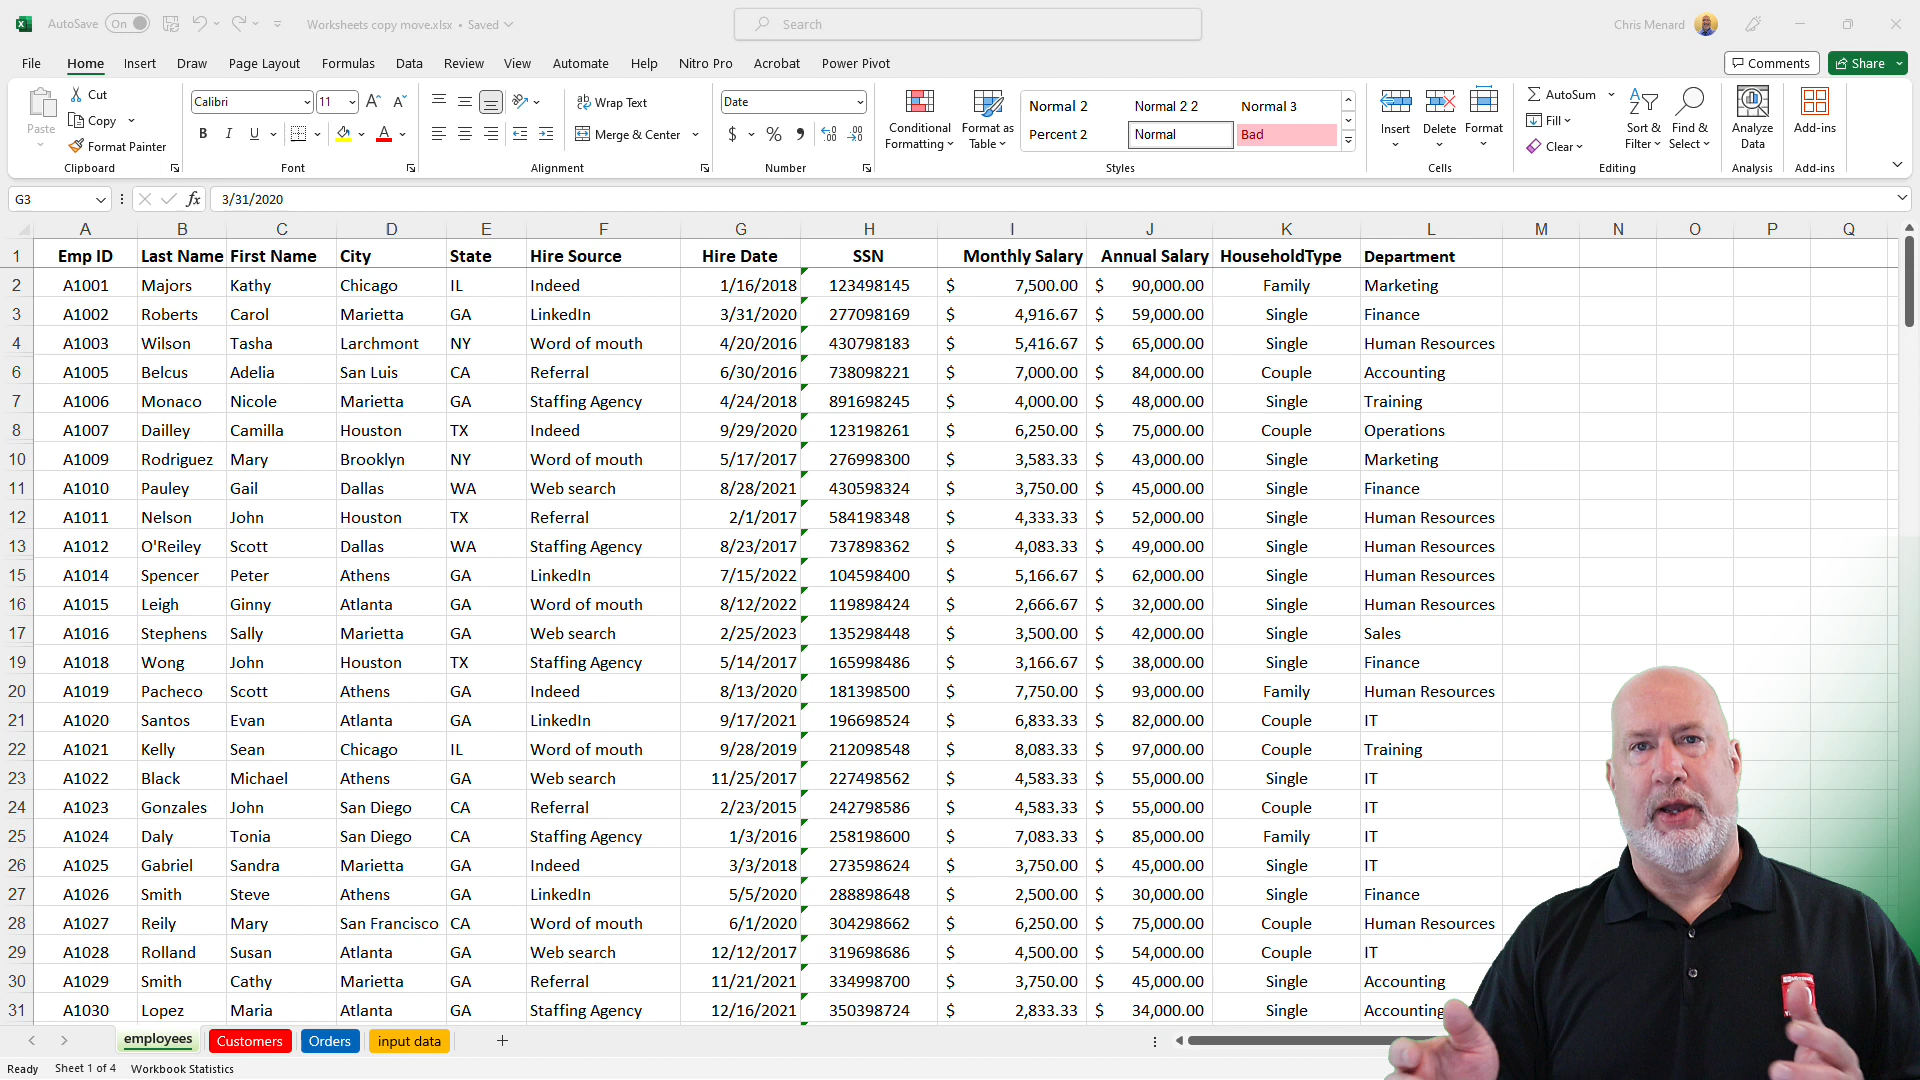 AutoSave On Worksheets copy move.xlsx • Saved Search Chris Menard
File Home Insert Draw Page Layout Formulas Data Review View Automate Help Nitro Pro Acrobat Power Pivot Comments Share
Paste Cut Copy Format Painter Clipboard
Calibri 11 B I U A Font
Wrap Text Merge & Center Alignment
Date $ % Number
Conditional Formatting Format as Table
Normal 2 Normal 2 2 Normal 3
Percent 2 Normal Bad
Styles
Insert Delete Format Cells
AutoSum Fill Clear Sort & Filter Find & Select Editing
Analyze Data Analysis
Add-ins Add-ins
G3 fx 3/31/2020
A B C D E F G H I J K L M N O P Q
1 Emp ID Last Name First Name City State Hire Source Hire Date SSN Monthly Salary Annual Salary HouseholdType Department
2 A1001 Majors Kathy Chicago IL Indeed 1/16/2018 123498145 $ 7,500.00 $ 90,000.00 Family Marketing
3 A1002 Roberts Carol Marietta GA LinkedIn 3/31/2020 277098169 $ 4,916.67 $ 59,000.00 Single Finance
4 A1003 Wilson Tasha Larchmont NY Word of mouth 4/20/2016 430798183 $ 5,416.67 $ 65,000.00 Single Human Resources
6 A1005 Belcus Adelia San Luis CA Referral 6/30/2016 738098221 $ 7,000.00 $ 84,000.00 Couple Accounting
7 A1006 Monaco Nicole Marietta GA Staffing Agency 4/24/2018 891698245 $ 4,000.00 $ 48,000.00 Single Training
8 A1007 Dailley Camilla Houston TX Indeed 9/29/2020 123198261 $ 6,250.00 $ 75,000.00 Couple Operations
10 A1009 Rodriguez Mary Brooklyn NY Word of mouth 5/17/2017 276998300 $ 3,583.33 $ 43,000.00 Single Marketing
11 A1010 Pauley Gail Dallas WA Web search 8/28/2021 430598324 $ 3,750.00 $ 45,000.00 Single Finance
12 A1011 Nelson John Houston TX Referral 2/1/2017 584198348 $ 4,333.33 $ 52,000.00 Single Human Resources
13 A1012 O'Reiley Scott Dallas WA Staffing Agency 8/23/2017 737898362 $ 4,083.33 $ 49,000.00 Single Human Resources
15 A1014 Spencer Peter Athens GA LinkedIn 7/15/2022 104598400 $ 5,166.67 $ 62,000.00 Single Human Resources
16 A1015 Leigh Ginny Atlanta GA Word of mouth 8/12/2022 119898424 $ 2,666.67 $ 32,000.00 Single Human Resources
17 A1016 Stephens Sally Marietta GA Web search 2/25/2023 135298448 $ 3,500.00 $ 42,000.00 Single Sales
19 A1018 Wong John Houston TX Staffing Agency 5/14/2017 165998486 $ 3,166.67 $ 38,000.00 Single Finance
20 A1019 Pacheco Scott Athens GA Indeed 8/13/2020 181398500 $ 7,750.00 $ 93,000.00 Family Human Resources
21 A1020 Santos Evan Atlanta GA LinkedIn 9/17/2021 196698524 $ 6,833.33 $ 82,000.00 Couple IT
22 A1021 Kelly Sean Chicago IL Word of mouth 9/28/2019 212098548 $ 8,083.33 $ 97,000.00 Couple Training
23 A1022 Black Michael Athens GA Web search 11/25/2017 227498562 $ 4,583.33 $ 55,000.00 Single IT
24 A1023 Gonzales John San Diego CA Referral 2/23/2015 242798586 $ 4,583.33 $ 55,000.00 Couple IT
25 A1024 Daly Tonia San Diego CA Staffing Agency 1/3/2016 258198600 $ 7,083.33 $ 85,000.00 Family IT
26 A1025 Gabriel Sandra Marietta GA Indeed 3/3/2018 273598624 $ 3,750.00 $ 45,000.00 Single IT
27 A1026 Smith Steve Athens GA LinkedIn 5/5/2020 288898648 $ 2,500.00 $ 30,000.00 Single Finance
28 A1027 Reily Mary San Francisco CA Word of mouth 6/1/2020 304298662 $ 6,250.00 $ 75,000.00 Couple Human Resources
29 A1028 Rolland Susan Atlanta GA Web search 12/12/2017 319698686 $ 4,500.00 $ 54,000.00 Couple IT
30 A1029 Smith Cathy Marietta GA Referral 11/21/2021 334998700 $ 3,750.00 $ 45,000.00 Single Accounting
31 A1030 Lopez Maria Atlanta GA Staffing Agency 12/16/2021 350398724 $ 2,833.33 $ 34,000.00 Single Accounting
employees Customers Orders input data
Ready Sheet 1 of 4 Workbook Statistics